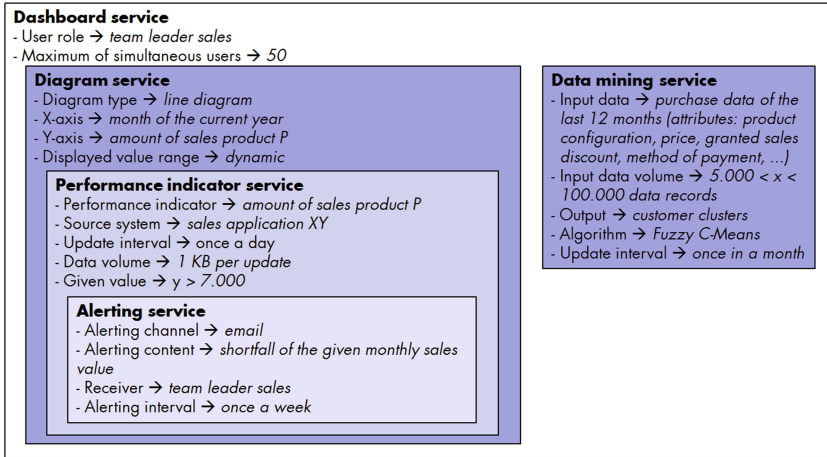 Dashboard service
- User role → team leader sales
- Maximum of simultaneous users → 50
Diagram service
- Diagram type → line diagram
- X-axis → month of the current year
- Y-axis → amount of sales product P
- Displayed value range → dynamic
Performance indicator service
- Performance indicator → amount of sales product P
- Source system → sales application XY
- Update interval → once a day
- Data volume → 1 KB per update
- Given value → y > 7.000
Alerting service
- Alerting channel → email
- Alerting content → shortfall of the given monthly sales
value
- Receiver → team leader sales
- Alerting interval → once a week
Data mining service
- Input data → purchase data of the
last 12 months (attributes: product
configuration, price, granted sales
discount, method of payment, ...)
- Input data volume → 5.000 < x <
100.000 data records
- Output → customer clusters
- Algorithm → Fuzzy C-Means
- Update interval → once in a month